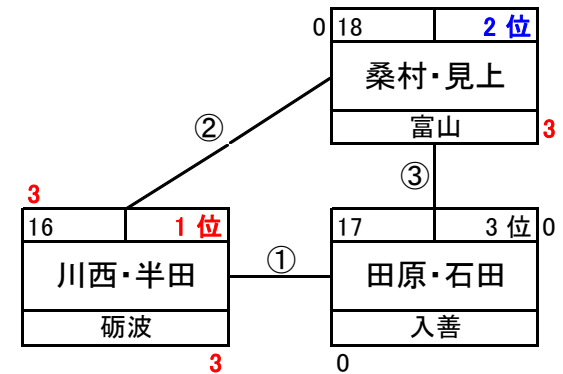 0 18 2 位
桑村・見上
富山 3
②
③
3
16 1 位
川西・半田
砺波
3
①
17 3 位 0
田原・石田
入善
0